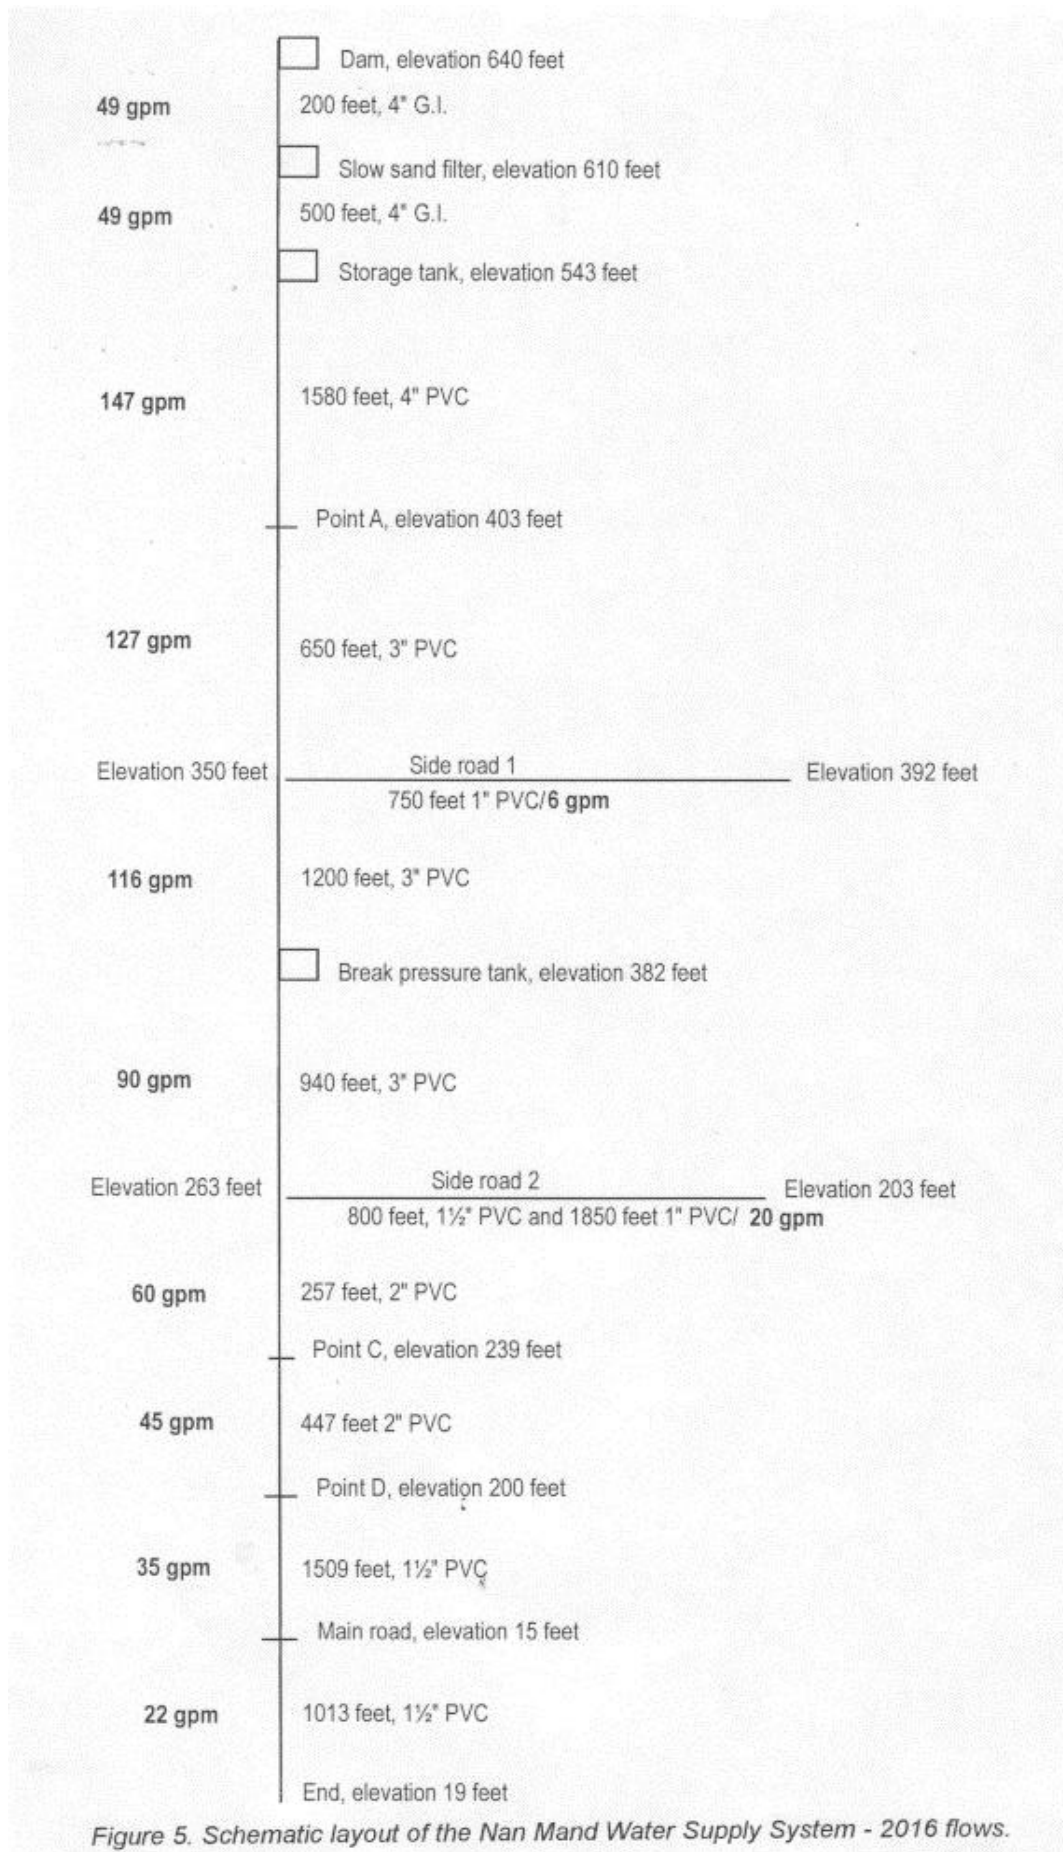 Dam, elevation 640 feet
49 gpm 200 feet, 4" G.I.
Slow sand filter, elevation 610 feet
49 gpm 500 feet, 4" G.I.
Storage tank, elevation 543 feet
147 gpm 1580 feet, 4" PVC
Point A, elevation 403 feet
127 gpm 650 feet, 3" PVC
Elevation 350 feet Side road 1 Elevation 392 feet
750 feet 1" PVC/6 gpm
116 gpm 1200 feet, 3" PVC
Break pressure tank, elevation 382 feet
90 gpm 940 feet, 3" PVC
Elevation 263 feet Side road 2 Elevation 203 feet
800 feet, 1½" PVC and 1850 feet 1" PVC/ 20 gpm
60 gpm 257 feet, 2" PVC
Point C, elevation 239 feet
45 gpm 447 feet 2" PVC
Point D, elevation 200 feet
35 gpm 1509 feet, 1½" PVC
Main road, elevation 15 feet
22 gpm 1013 feet, 1½" PVC
End, elevation 19 feet
Figure 5. Schematic layout of the Nan Mand Water Supply System - 2016 flows.